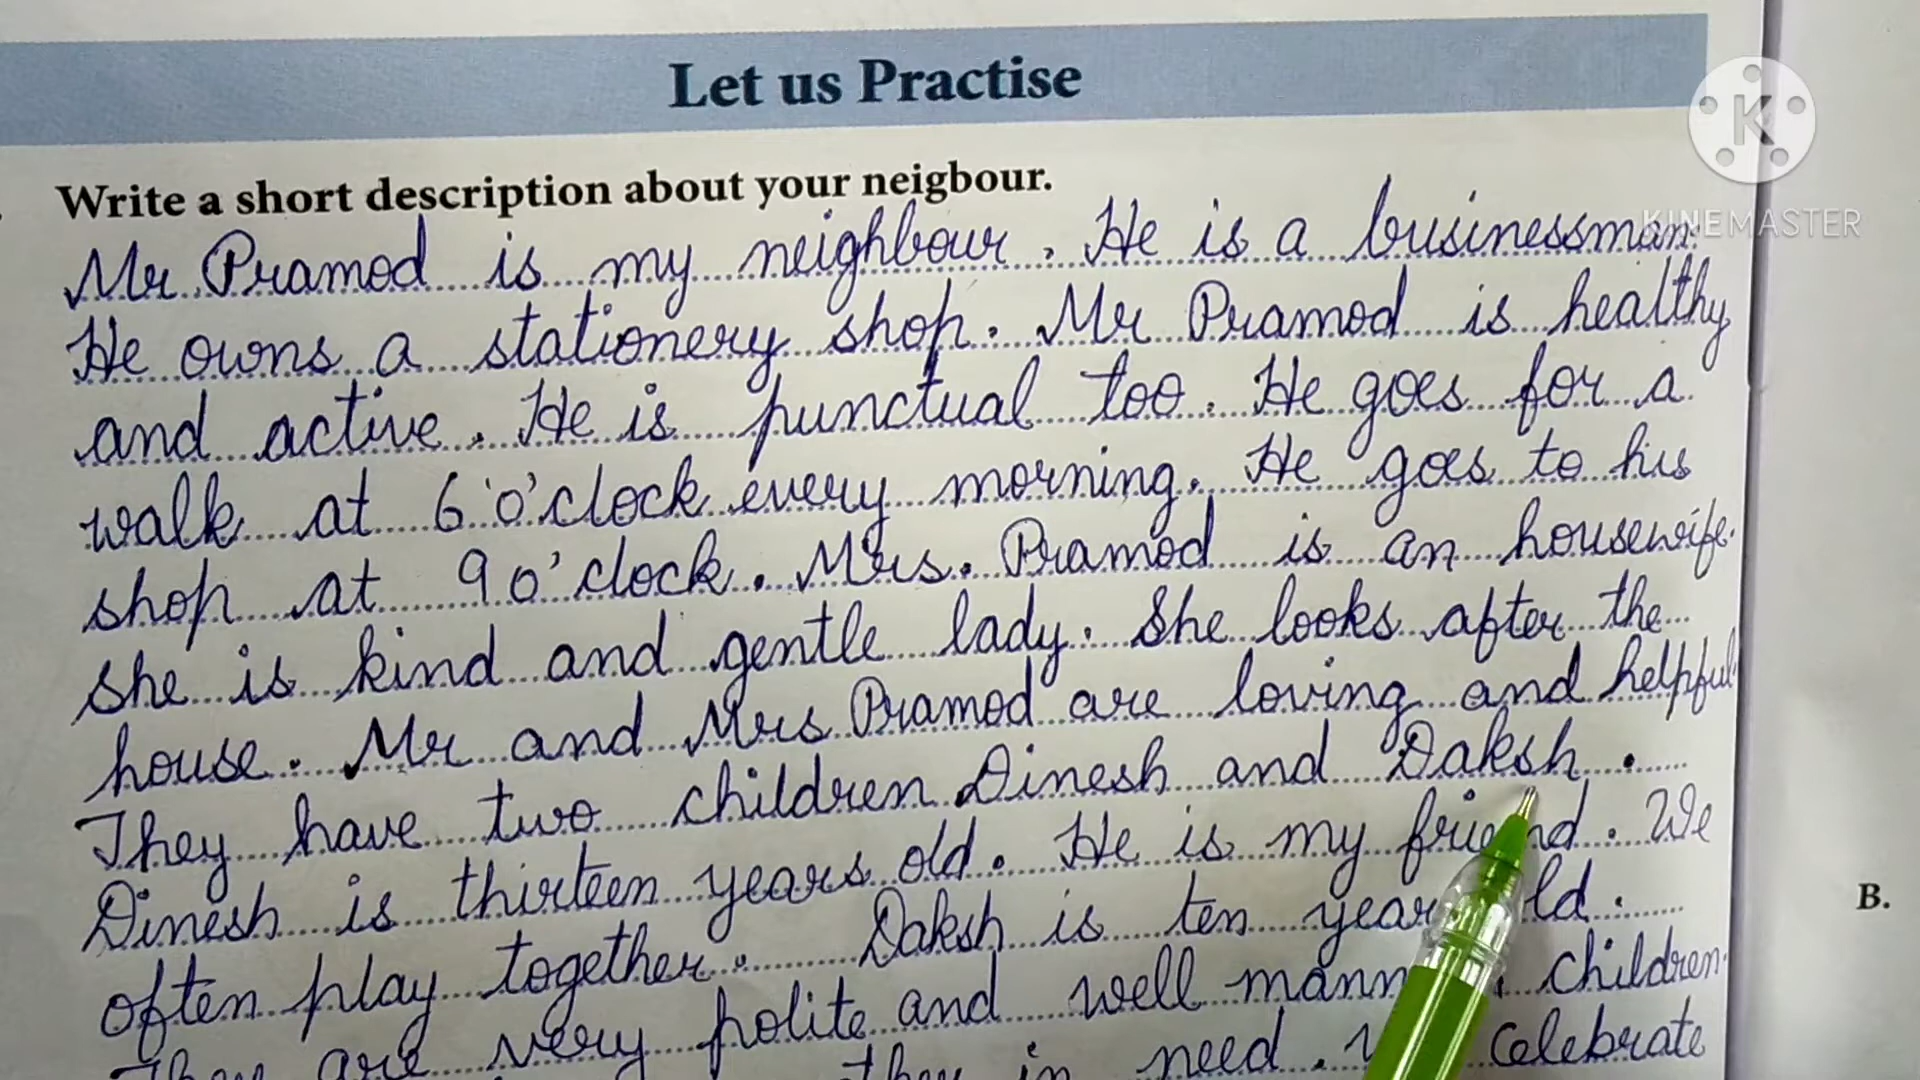 Let us Practise
K
KINEMASTER
Write a short description about your neigbour.
Mr Pramod is my neighbour. He is a businessman.
He owns a stationery shop. Mr Pramod is healthy
and active. He is punctual too. He goes for a
walk at 6'o'clock every morning. He goes to his
shop at 9 o'clock. Mrs. Pramod is an housewife.
She is kind and gentle lady. She looks after the
house. Mr and Mrs Pramod are loving and helpful.
They have two children Dinesh and Daksh.
Dinesh is thirteen years old. He is my friend. We
often play together. Daksh is ten year old.
very polite and well mann children.
are they in need. celebrate
B.